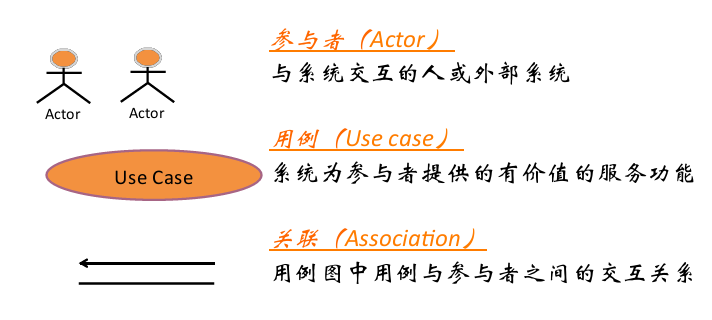 参与者（Actor）
与系统交互的人或外部系统
Actor
Actor
用例（Use case）
Use Case
系统为参与者提供的有价值的服务功能
关联（Association）
用例图中用例与参与者之间的交互关系